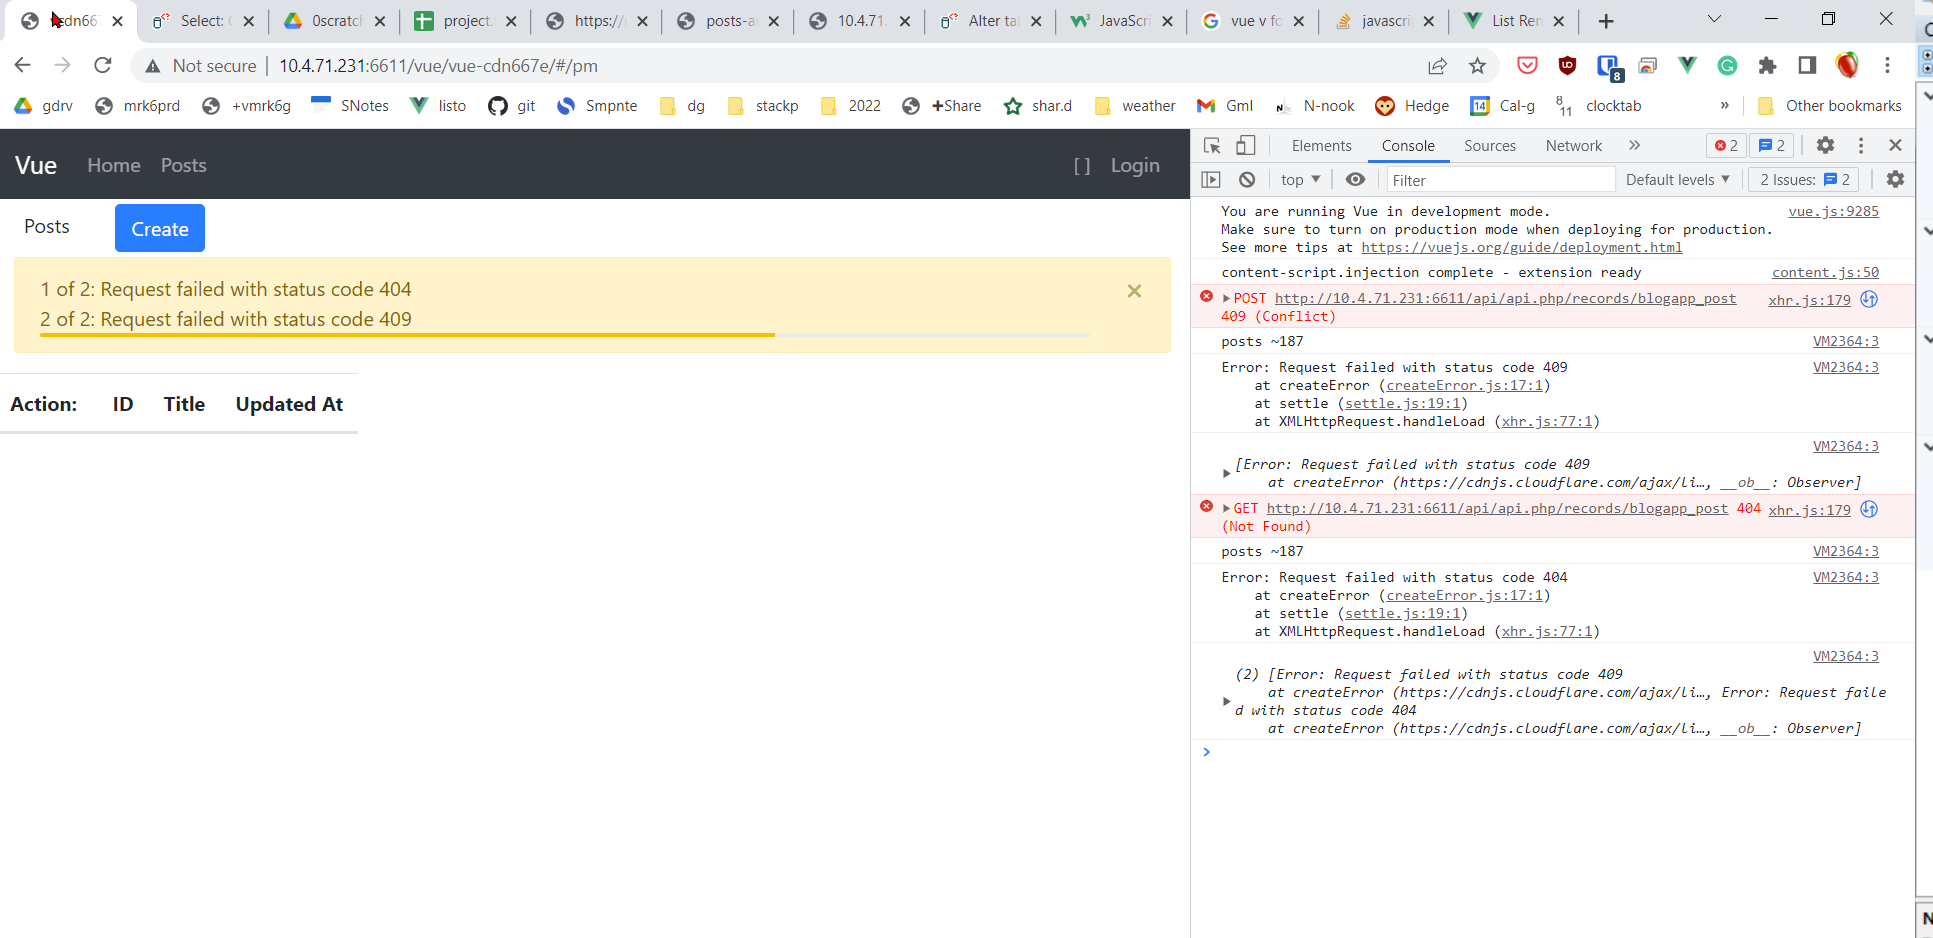 cdn667
Select:
0scratch
project.
https://
posts-a
10.4.71.
Alter ta
JavaScri
vue v fo
javascri
List Ren
Not secure
10.4.71.231:6611/vue/vue-cdn667e/#/pm
8
gdrv
mrk6prd
+vmrk6g
SNotes
listo
git
Smpnte
dg
stackp
2022
+Share
shar.d
weather
Gml
N-nook
Hedge
14
Cal-g
8
11
clocktab
»
Other bookmarks
Vue
Home
Posts
[ ]
Login
Posts
Create
1 of 2: Request failed with status code 404
2 of 2: Request failed with status code 409
×
Action: ID Title Updated At
Elements
Console
Sources
Network
»
2
2
top
Filter
Default levels
2 Issues: 2
You are running Vue in development mode. vue.js:9285
Make sure to turn on production mode when deploying for production.
See more tips at https://vuejs.org/guide/deployment.html
content-script.injection complete - extension ready content.js:50
POST http://10.4.71.231:6611/api/api.php/records/blogapp_post xhr.js:179
409 (Conflict)
posts ~187 VM2364:3
Error: Request failed with status code 409 VM2364:3
at createError (createError.js:17:1)
at settle (settle.js:19:1)
at XMLHttpRequest.handleLoad (xhr.js:77:1)
VM2364:3
[Error: Request failed with status code 409
at createError (https://cdnjs.cloudflare.com/ajax/li…, __ob__: Observer]
GET http://10.4.71.231:6611/api/api.php/records/blogapp_post 404 xhr.js:179
(Not Found)
posts ~187 VM2364:3
Error: Request failed with status code 404 VM2364:3
at createError (createError.js:17:1)
at settle (settle.js:19:1)
at XMLHttpRequest.handleLoad (xhr.js:77:1)
VM2364:3
(2) [Error: Request failed with status code 409
at createError (https://cdnjs.cloudflare.com/ajax/li…, Error: Request faile
d with status code 404
at createError (https://cdnjs.cloudflare.com/ajax/li…, __ob__: Observer]